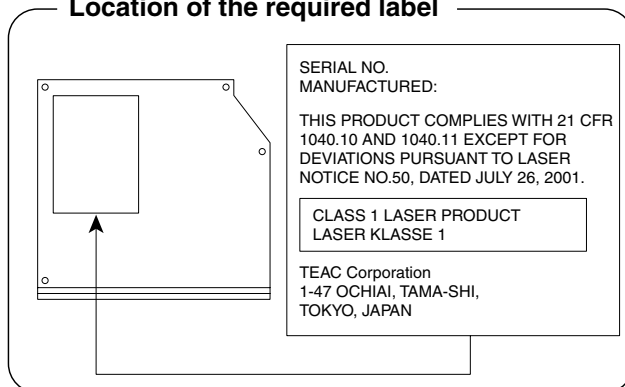 Location of the required label
SERIAL NO.
MANUFACTURED:
THIS PRODUCT COMPLIES WITH 21 CFR
1040.10 AND 1040.11 EXCEPT FOR
DEVIATIONS PURSUANT TO LASER
NOTICE NO.50, DATED JULY 26, 2001.
CLASS 1 LASER PRODUCT
LASER KLASSE 1
TEAC Corporation
1-47 OCHIAI, TAMA-SHI,
TOKYO, JAPAN